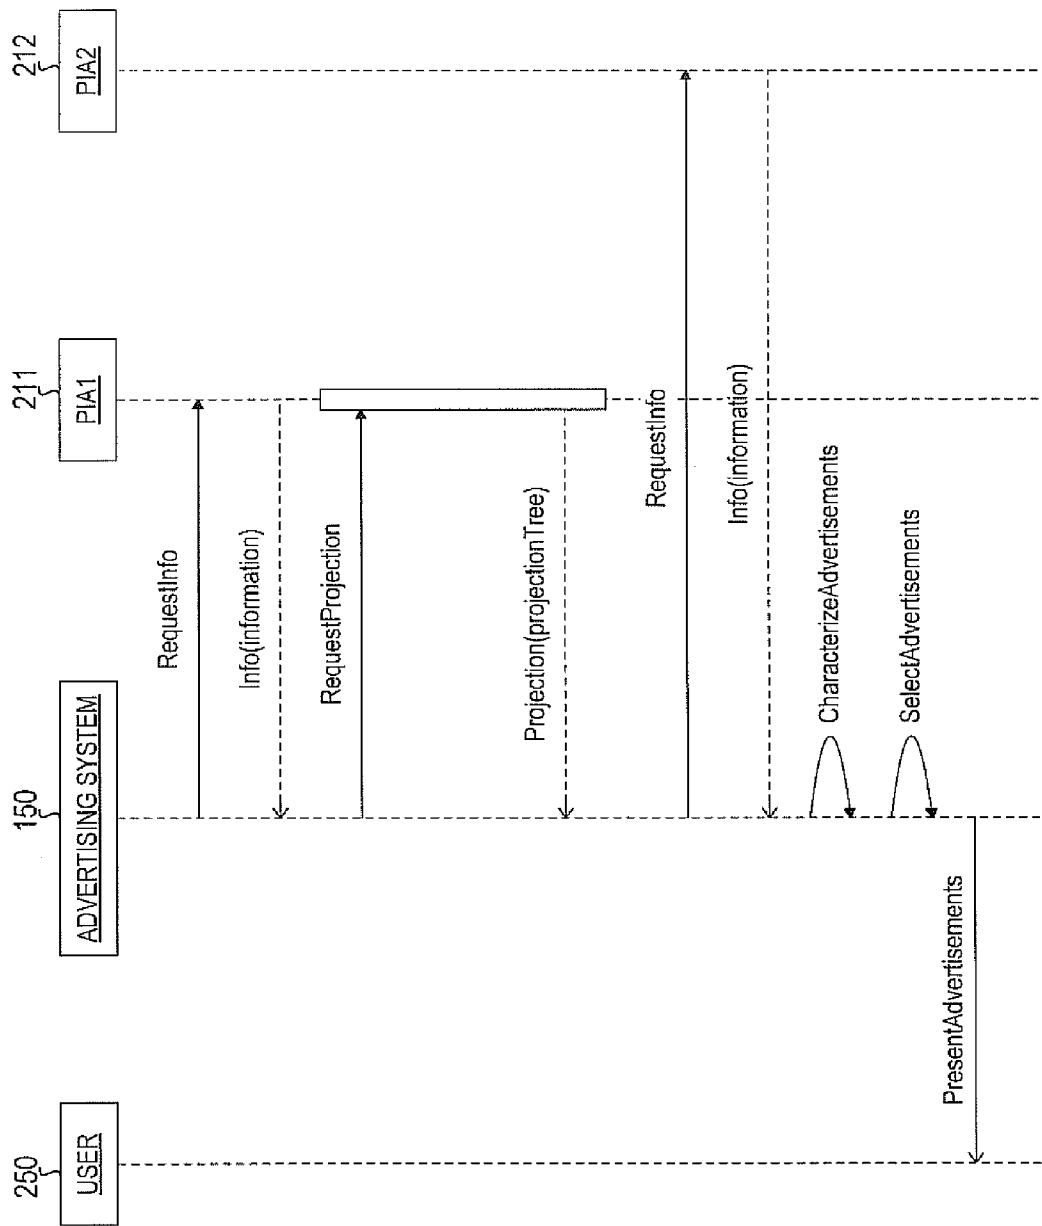 250
USER
150
ADVERTISING SYSTEM
211
PIA1
212
PIA2
RequestInfo
Info(information)
RequestProjection
Projection(projectionTree)
RequestInfo
Info(information)
CharacterizeAdvertisements
SelectAdvertisements
PresentAdvertisements